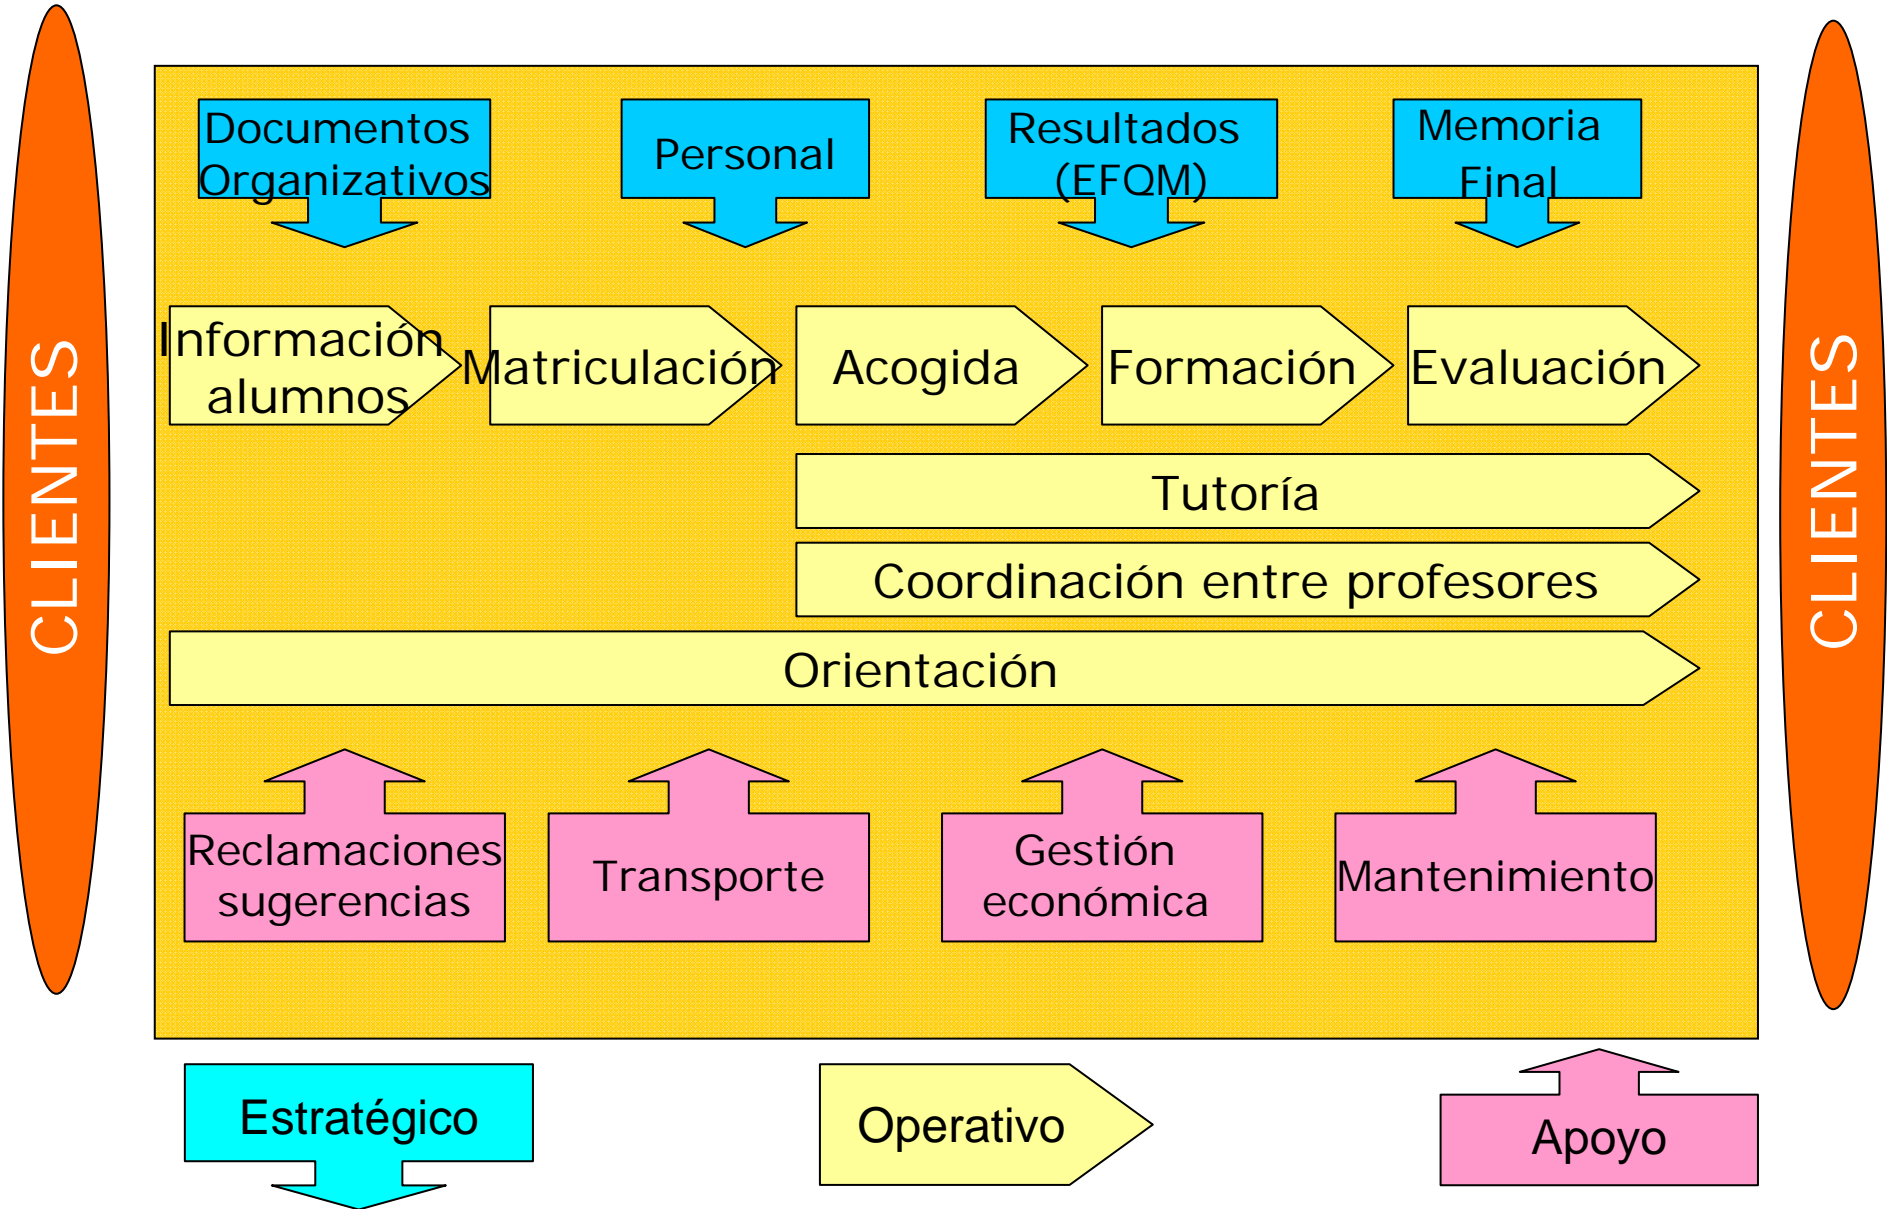 CLIENTES
Documentos
Organizativos
Personal
Resultados
(EFQM)
Memoria
Final
Información
alumnos
Matriculación
Acogida
Formación
Evaluación
Tutoría
Coordinación entre profesores
Orientación
Reclamaciones
sugerencias
Transporte
Gestión
económica
Mantenimiento
CLIENTES
Estratégico
Operativo
Apoyo